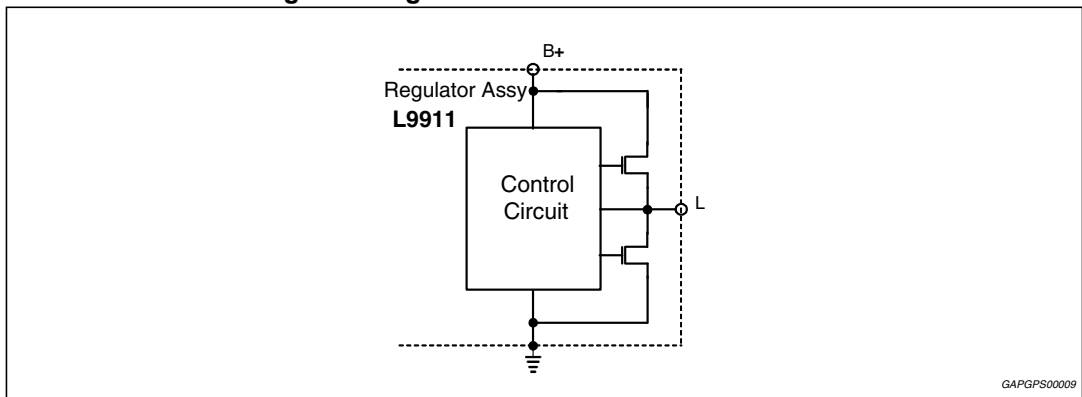 B+
Regulator Assy
L9911
Control
Circuit
L
GAPGPS00009